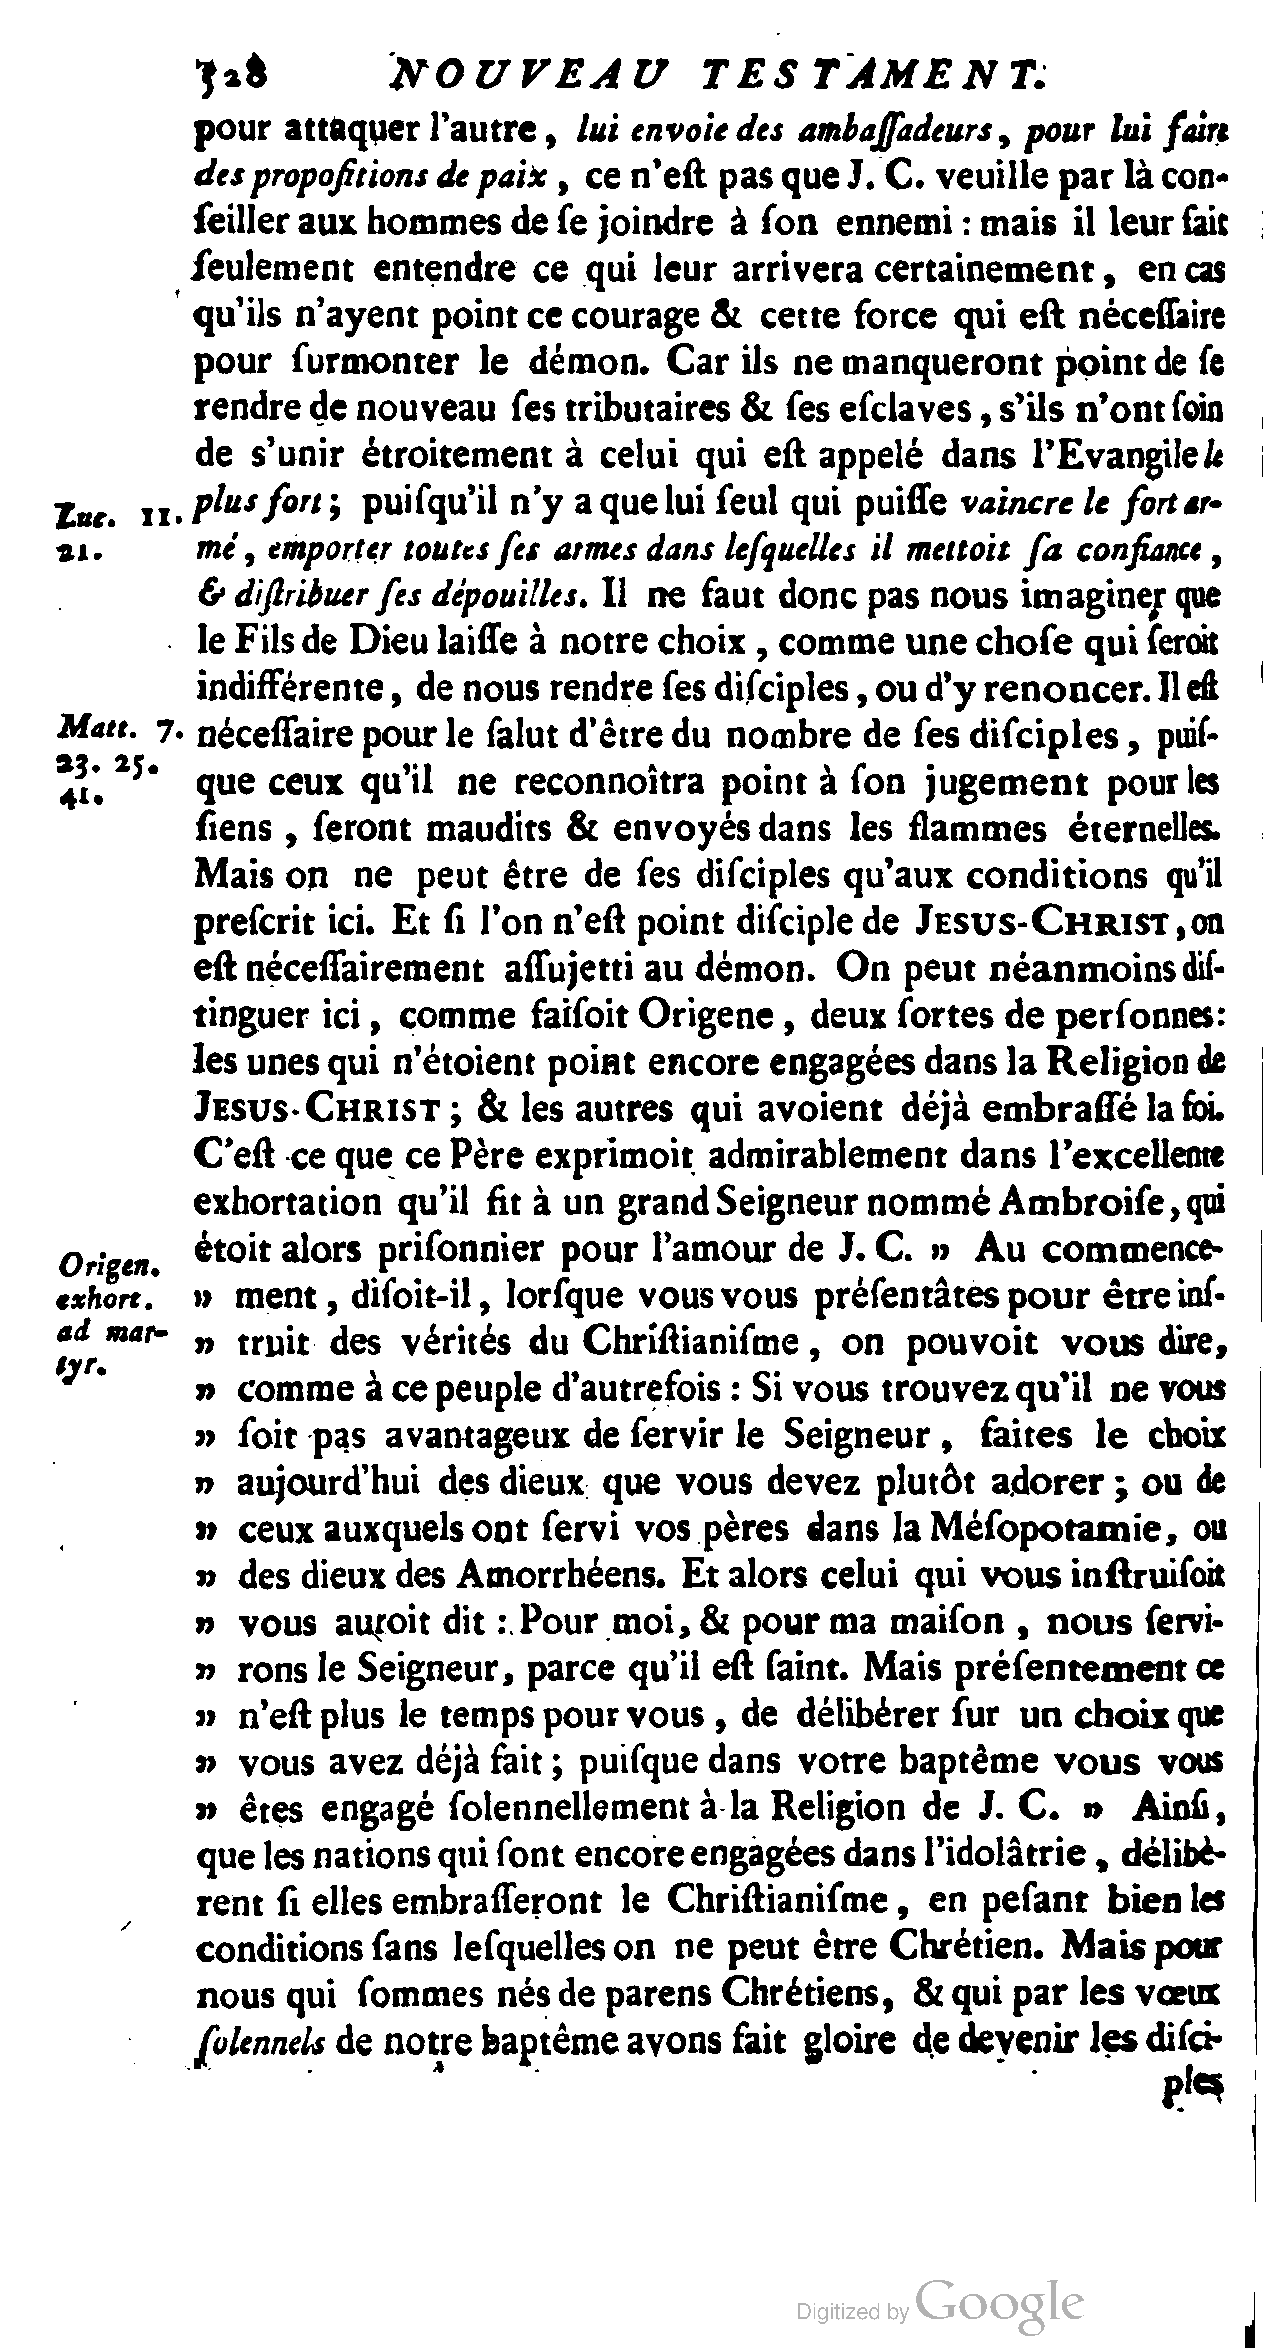 328 NOUVEAU TESTAMENT.
pour attaquer l'autre, lui envoie des ambaſſadeurs, pour lui faire
des propoſitions de paix, ce n'eſt pas que J. C. veuille par là con-
ſeiller aux hommes de ſe joindre à ſon ennemi : mais il leur fait
ſeulement entendre ce qui leur arrivera certainement, en cas
qu'ils n'ayent point ce courage & cette force qui eſt néceſſaire
pour ſurmonter le démon. Car ils ne manqueront point de ſe
rendre de nouveau ſes tributaires & ſes eſclaves, s'ils n'ont ſoin
de s'unir étroitement à celui qui eſt appelé dans l'Evangile le
Luc. 11. plus fort ; puiſqu'il n'y a que lui ſeul qui puiſſe vaincre le fort ar-
21. mé, emporter toutes ſes armes dans leſquelles il mettoit ſa confiance,
& diſtribuer ſes dépouilles. Il ne faut donc pas nous imaginer que
le Fils de Dieu laiſſe à notre choix, comme une choſe qui ſeroit
indifférente, de nous rendre ſes diſciples, ou d'y renoncer. Il eſt
Matt. 7. néceſſaire pour le ſalut d'être du nombre de ſes diſciples, puiſ-
23. 25.
41. que ceux qu'il ne reconnoîtra point à ſon jugement pour les
ſiens, ſeront maudits & envoyés dans les flammes éternelles.
Mais on ne peut être de ſes diſciples qu'aux conditions qu'il
preſcrit ici. Et ſi l'on n'eſt point diſciple de JESUS-CHRIST, on
eſt néceſſairement aſſujetti au démon. On peut néanmoins diſ-
tinguer ici, comme faiſoit Origene, deux ſortes de perſonnes:
les unes qui n'étoient point encore engagées dans la Religion de
JESUS-CHRIST ; & les autres qui avoient déjà embraſſé la foi.
C'eſt ce que ce Père exprimoit admirablement dans l'excellente
exhortation qu'il fit à un grand Seigneur nommé Ambroiſe, qui
étoit alors priſonnier pour l'amour de J. C. » Au commence-
Origen.
exhort. » ment, diſoit-il, lorſque vous vous préſentâtes pour être inſ-
ad mar- » truit des vérités du Chriſtianiſme, on pouvoit vous dire,
tyr.
» comme à ce peuple d'autrefois : Si vous trouvez qu'il ne vous
» ſoit pas avantageux de ſervir le Seigneur, faites le choix
» aujourd'hui des dieux que vous devez plutôt adorer ; ou de
» ceux auxquels ont ſervi vos pères dans la Méſopotamie, ou
» des dieux des Amorrhéens. Et alors celui qui vous inſtruiſoit
» vous auroit dit : Pour moi, & pour ma maiſon, nous ſervi-
» rons le Seigneur, parce qu'il eſt ſaint. Mais préſentement ce
» n'eſt plus le temps pour vous, de délibérer ſur un choix que
» vous avez déjà fait ; puiſque dans votre baptême vous vous
» êtes engagé ſolennellement à la Religion de J. C. » Ainſi,
que les nations qui ſont encore engagées dans l'idolâtrie, délibè-
rent ſi elles embraſſeront le Chriſtianiſme, en peſant bien les
conditions ſans leſquelles on ne peut être Chrétien. Mais pour
nous qui ſommes nés de parens Chrétiens, & qui par les vœux
ſolennels de notre baptême avons fait gloire de devenir les diſci-
ples
Digitized by Google